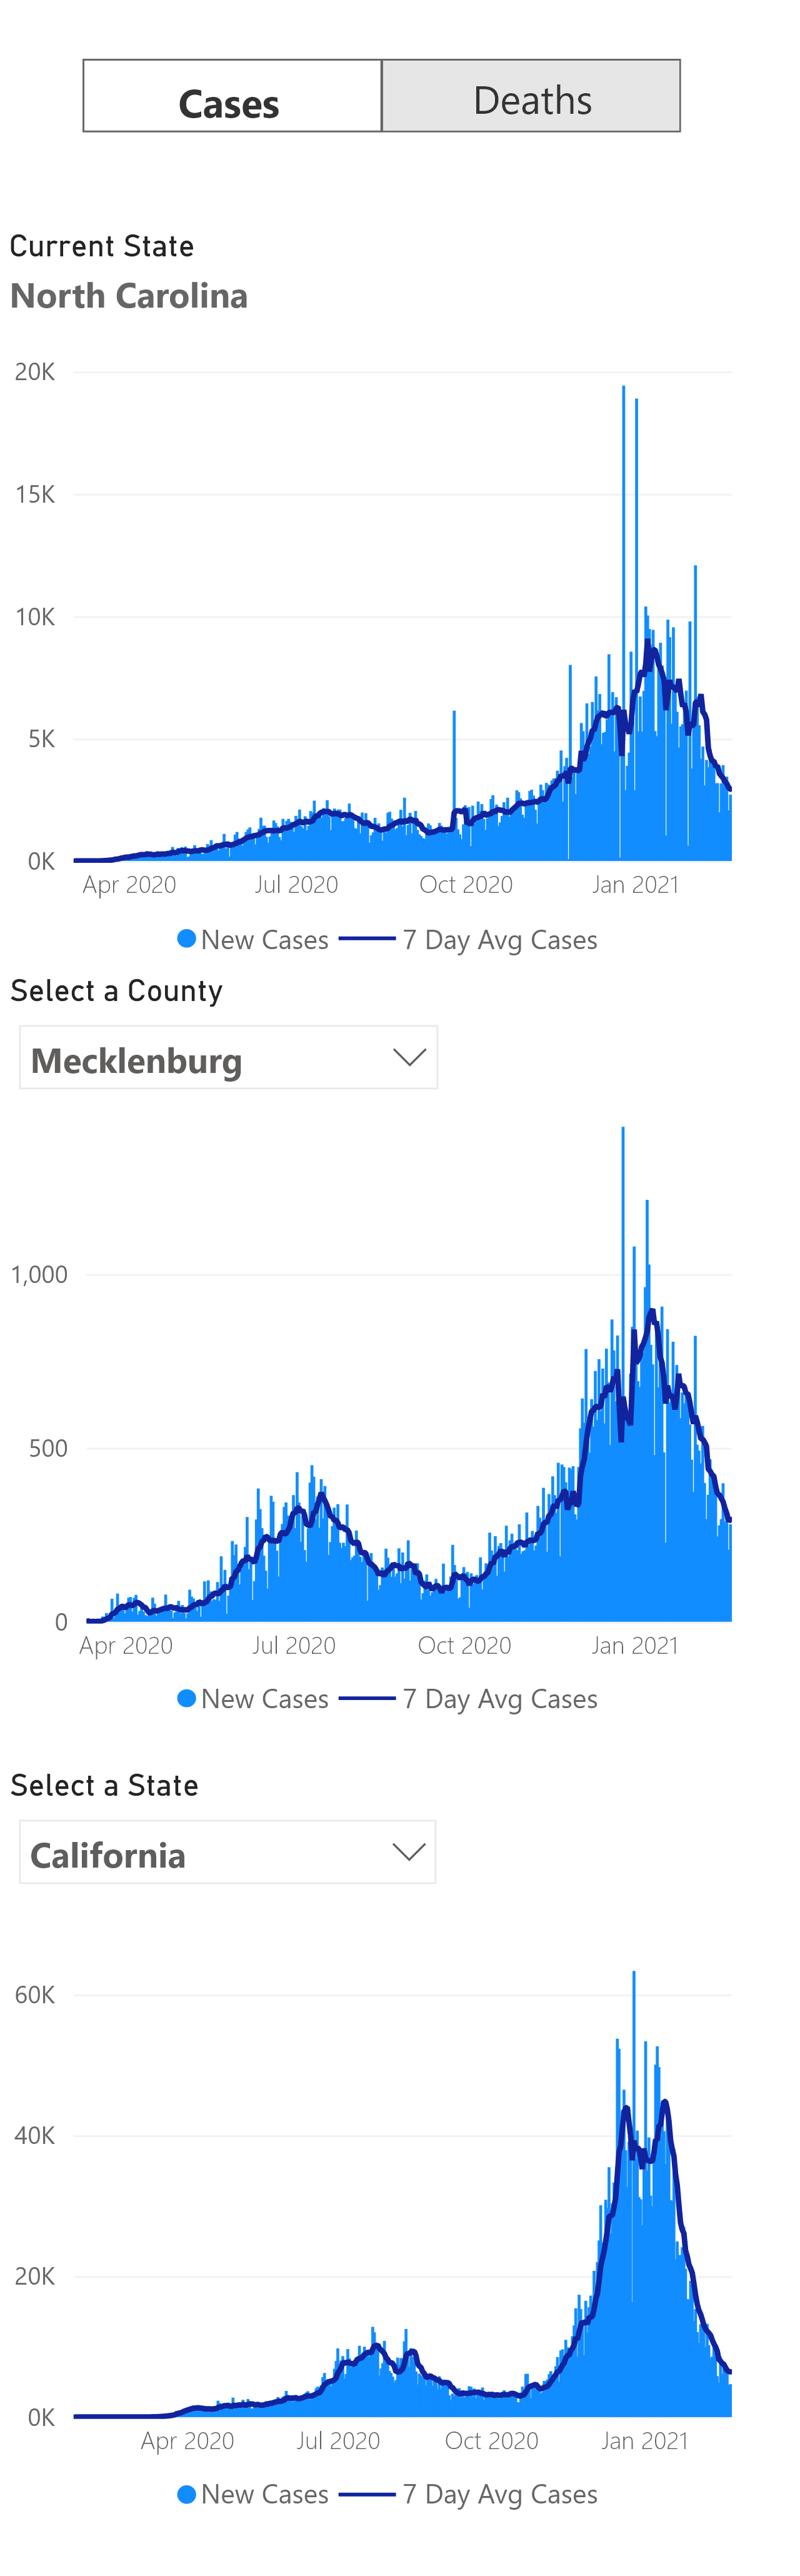 Cases Deaths
Current State
North Carolina
20K
15K
10K
5K
0K
Apr 2020 Jul 2020 Oct 2020 Jan 2021
New Cases 7 Day Avg Cases
Select a County
Mecklenburg
1,000
500
0
Apr 2020 Jul 2020 Oct 2020 Jan 2021
New Cases 7 Day Avg Cases
Select a State
California
60K
40K
20K
0K
Apr 2020 Jul 2020 Oct 2020 Jan 2021
New Cases 7 Day Avg Cases